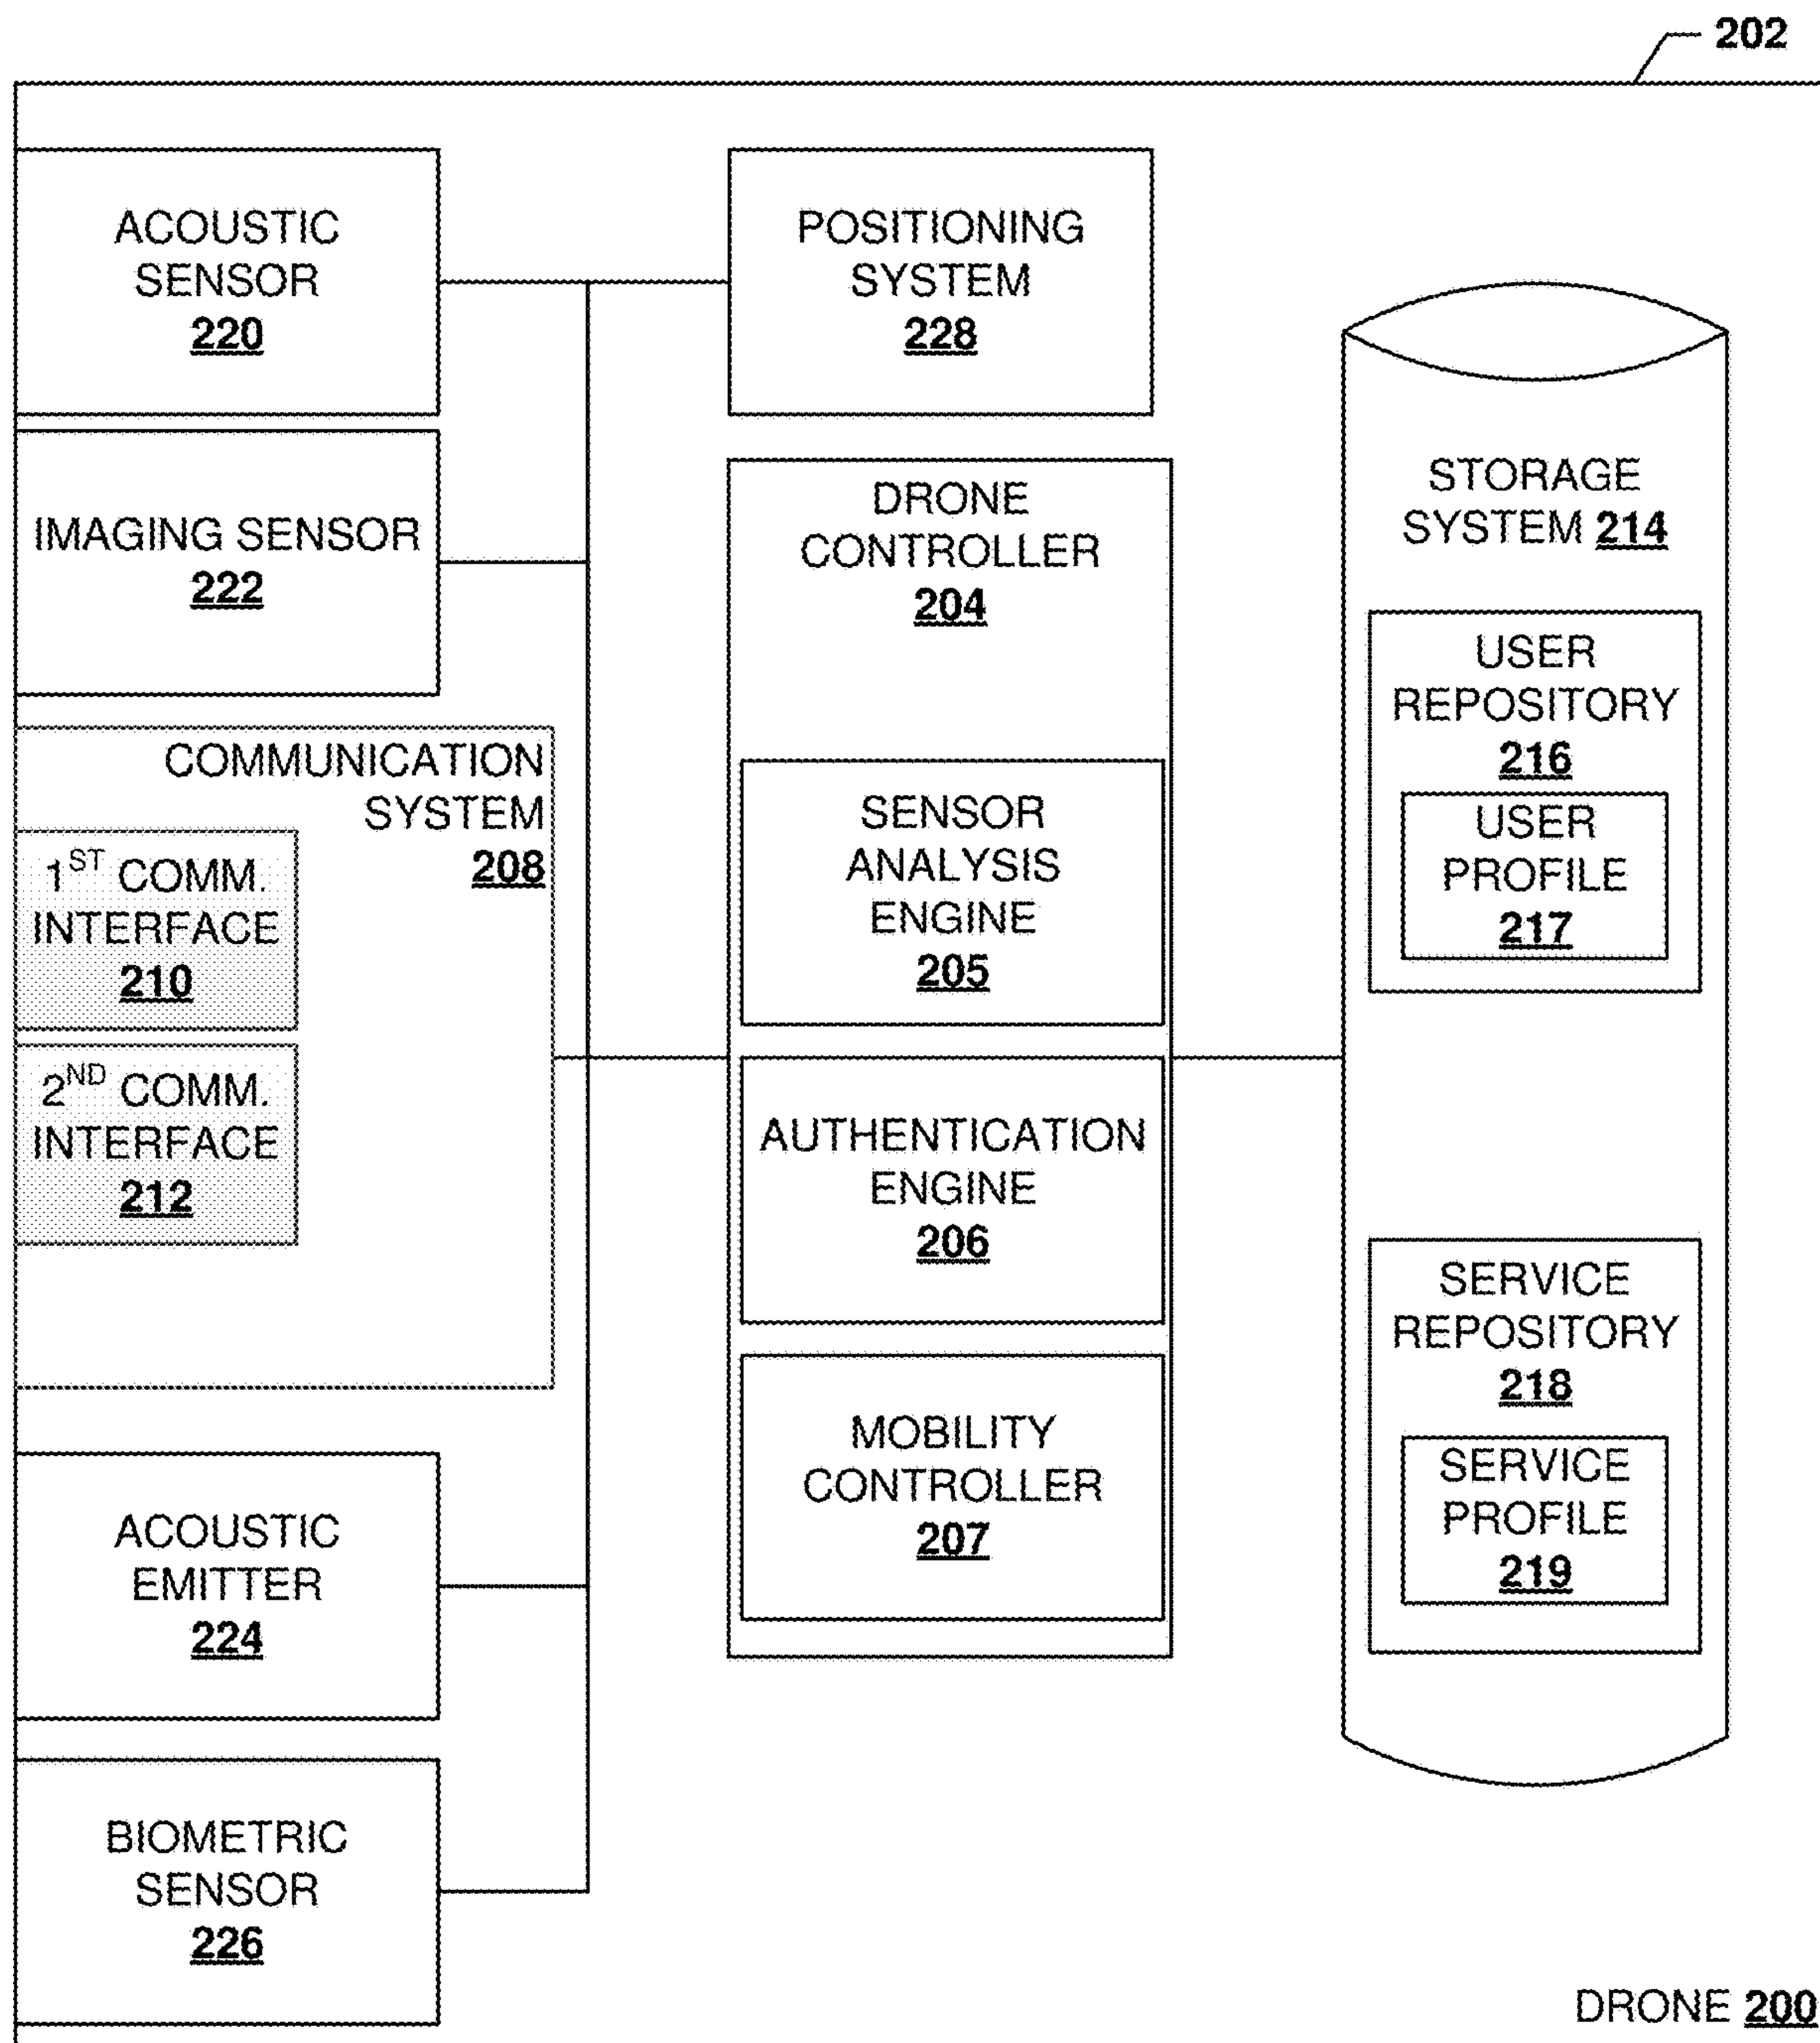 202
ACOUSTIC
SENSOR
220
POSITIONING
SYSTEM
228
IMAGING SENSOR
222
DRONE
CONTROLLER
204
STORAGE
SYSTEM 214
USER
REPOSITORY
216
USER
PROFILE
217
COMMUNICATION
SYSTEM
208
1ST COMM.
INTERFACE
210
2ND COMM.
INTERFACE
212
SENSOR
ANALYSIS
ENGINE
205
AUTHENTICATION
ENGINE
206
MOBILITY
CONTROLLER
207
SERVICE
REPOSITORY
218
SERVICE
PROFILE
219
ACOUSTIC
EMITTER
224
BIOMETRIC
SENSOR
226
DRONE 200